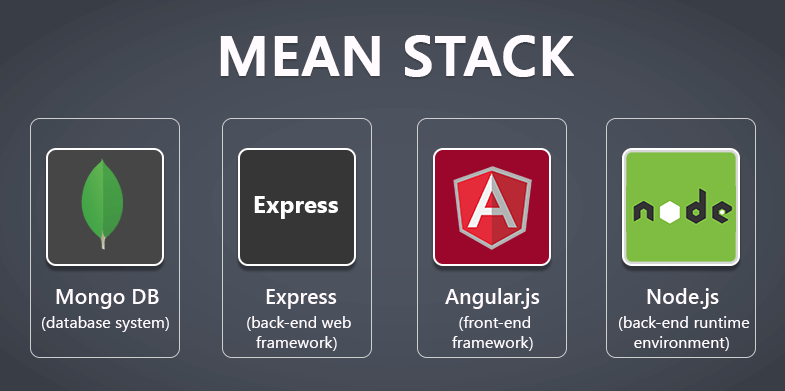 MEAN STACK
Express
A
node
Mongo DB
(database system)
Express
(back-end web
framework)
Angular.js
(front-end
framework)
Node.js
(back-end runtime
environment)